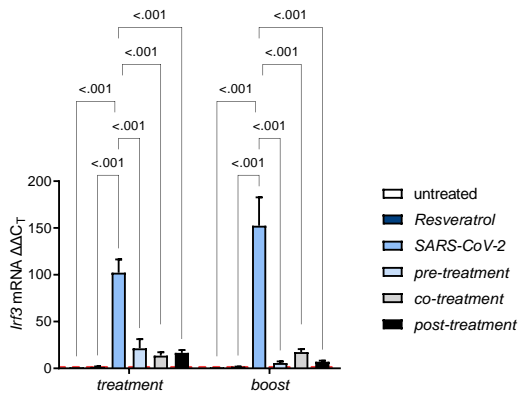 <.001 <.001
<.001 <.001
<.001 <.001
<.001 <.001
<.001 <.001
200
150
100
50
0
Irf3 mRNA ΔΔCT
treatment boost
untreated
Resveratrol
SARS-CoV-2
pre-treatment
co-treatment
post-treatment